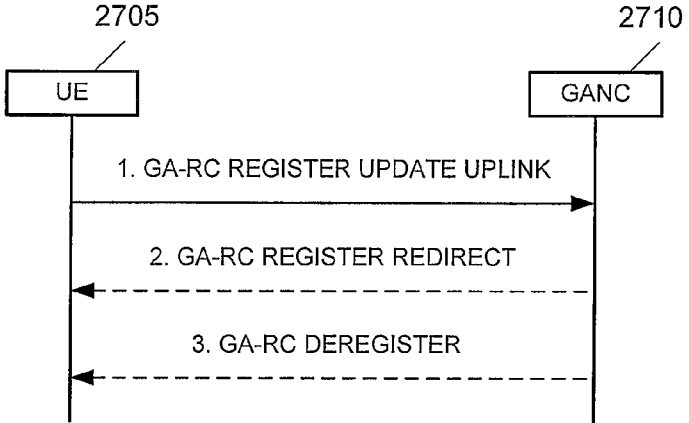 2705
2710
UE
GANC
1. GA-RC REGISTER UPDATE UPLINK
2. GA-RC REGISTER REDIRECT
3. GA-RC DEREGISTER